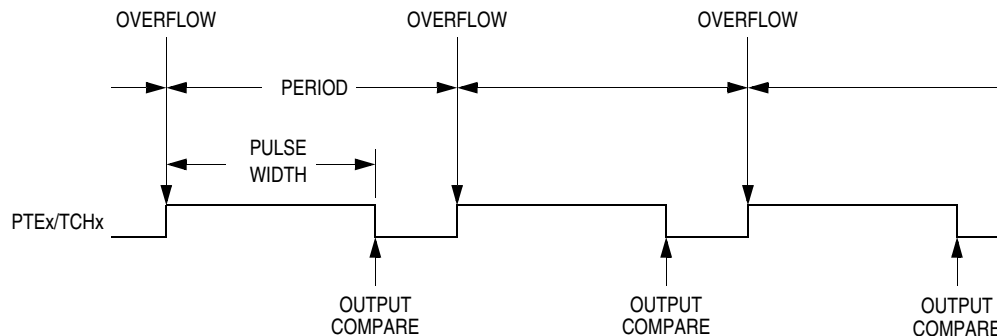 OVERFLOW OVERFLOW OVERFLOW
PERIOD
PULSE
WIDTH
PTEx/TCHx
OUTPUT
COMPARE
OUTPUT
COMPARE
OUTPUT
COMPARE